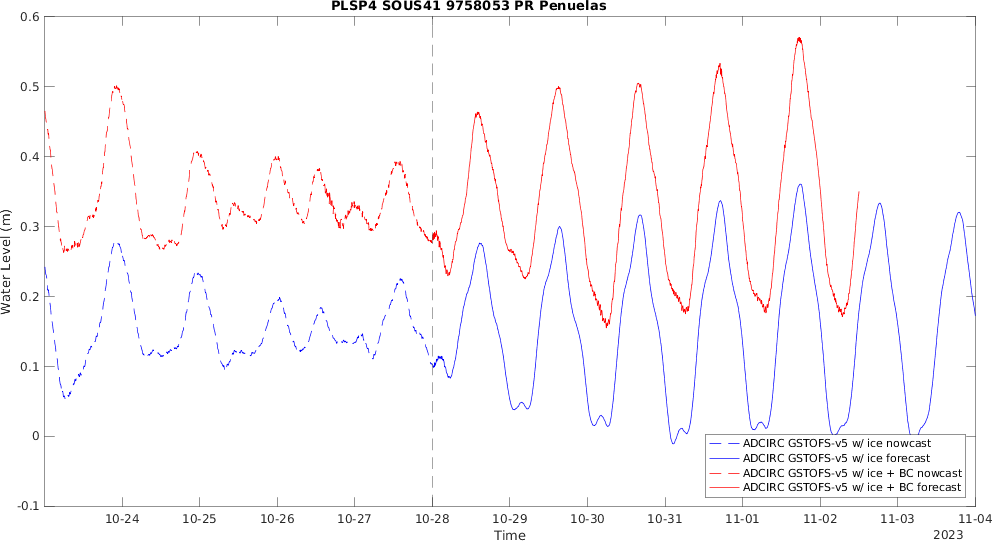 PLSP4 SOUS41 9758053 PR Penuelas
0.6
0.5
0.4
0.3
0.2
0.1
0
-0.1
Water Level (m)
10-24 10-25 10-26 10-27 10-28 10-29 10-30 10-31 11-01 11-02 11-03 11-04
Time
2023
ADCIRC GSTOFS-v5 w/ ice nowcast
ADCIRC GSTOFS-v5 w/ ice forecast
ADCIRC GSTOFS-v5 w/ ice + BC nowcast
ADCIRC GSTOFS-v5 w/ ice + BC forecast